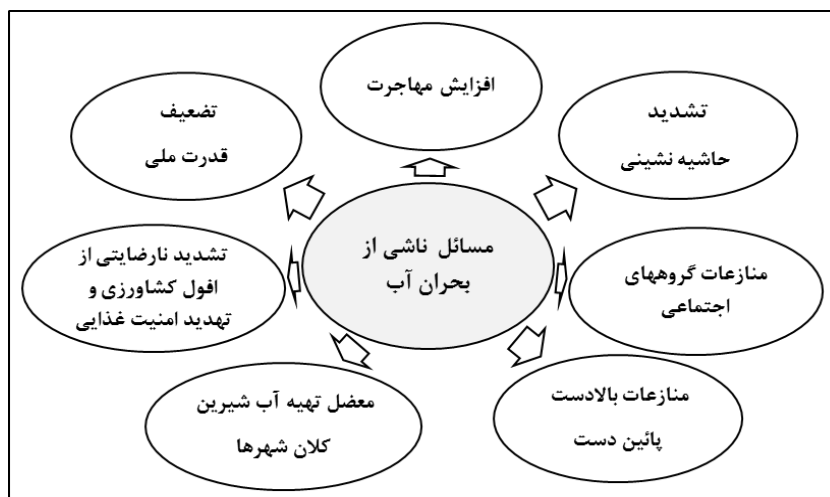 افزایش مهاجرت
تشدید
حاشیه نشینی
تضعیف
قدرت ملی
مسائل ناشی از
بحران آب
منازعات گروههای
اجتماعی
تشدید نارضایتی از
افول کشاورزی و
تهدید امنیت غذایی
منازعات بالادست
پائین دست
معضل تهیه آب شیرین
کلان شهرها